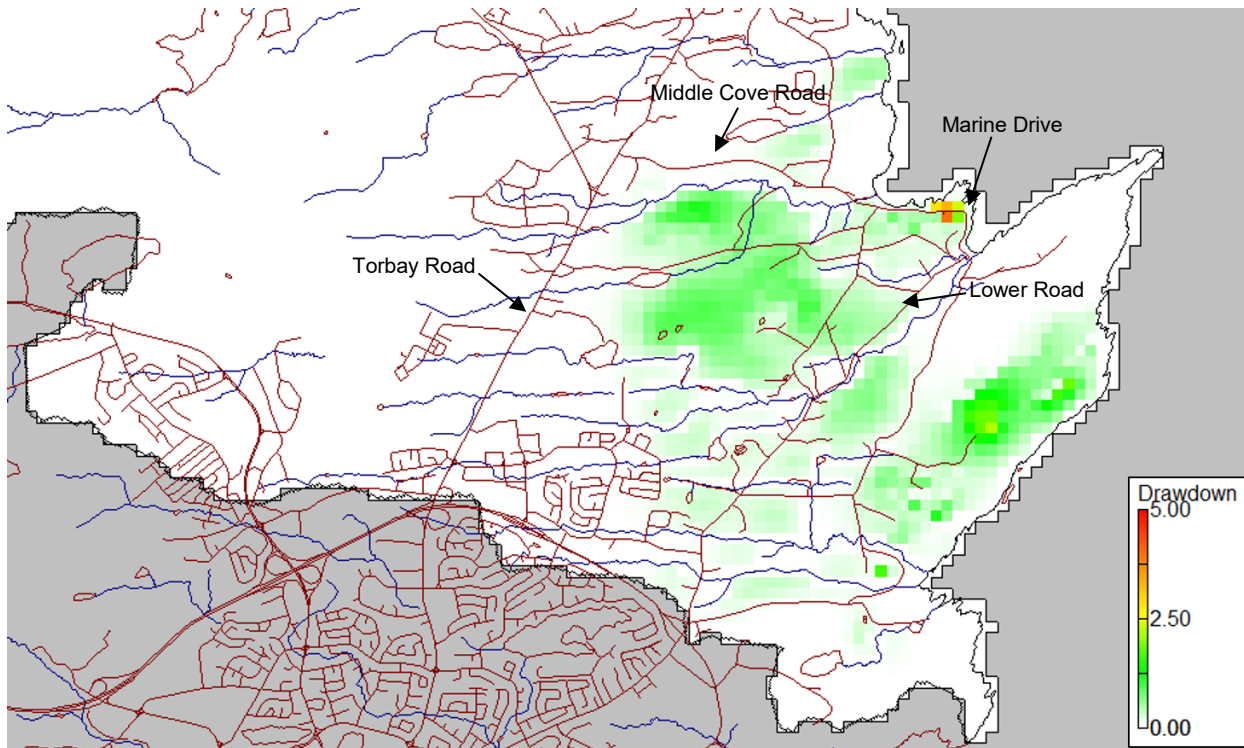 Middle Cove Road
Marine Drive
Torbay Road
Lower Road
Drawdown
5.00
2.50
0.00